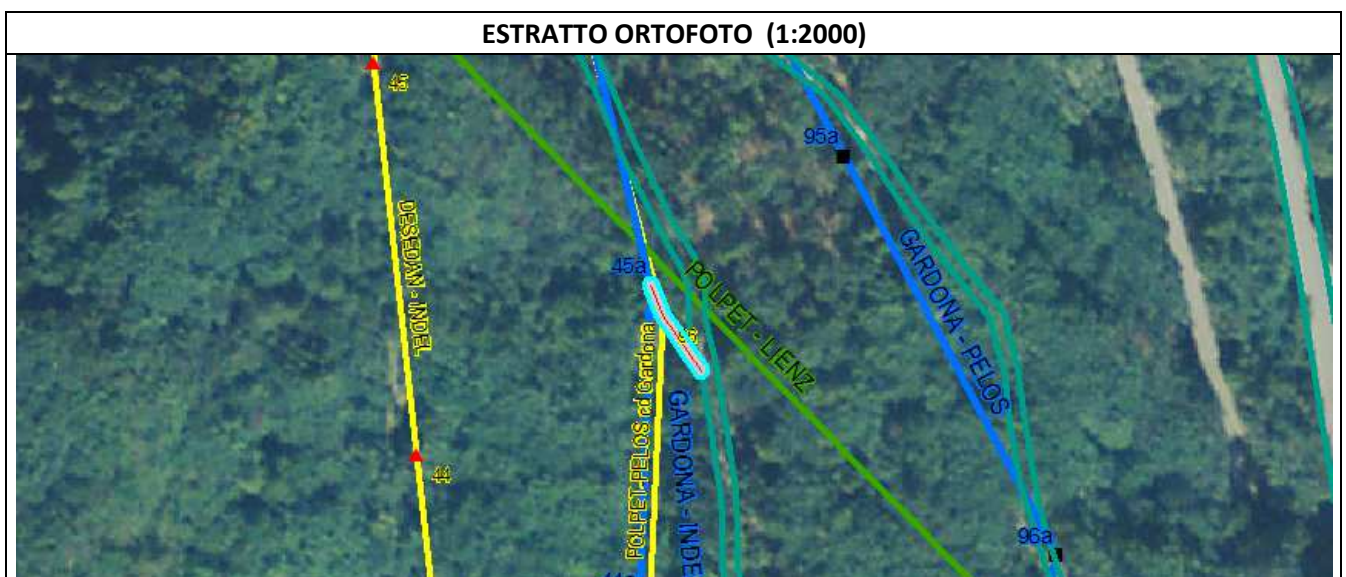 ESTRATTO ORTOFOTO (1:2000)
45
95a
DESEDAN - INDEL
45a
POLPET - LIENZ
GARDONA - PELOS
POLPET-PELOS cd Gardona
GARDONA - INDE
44
96a